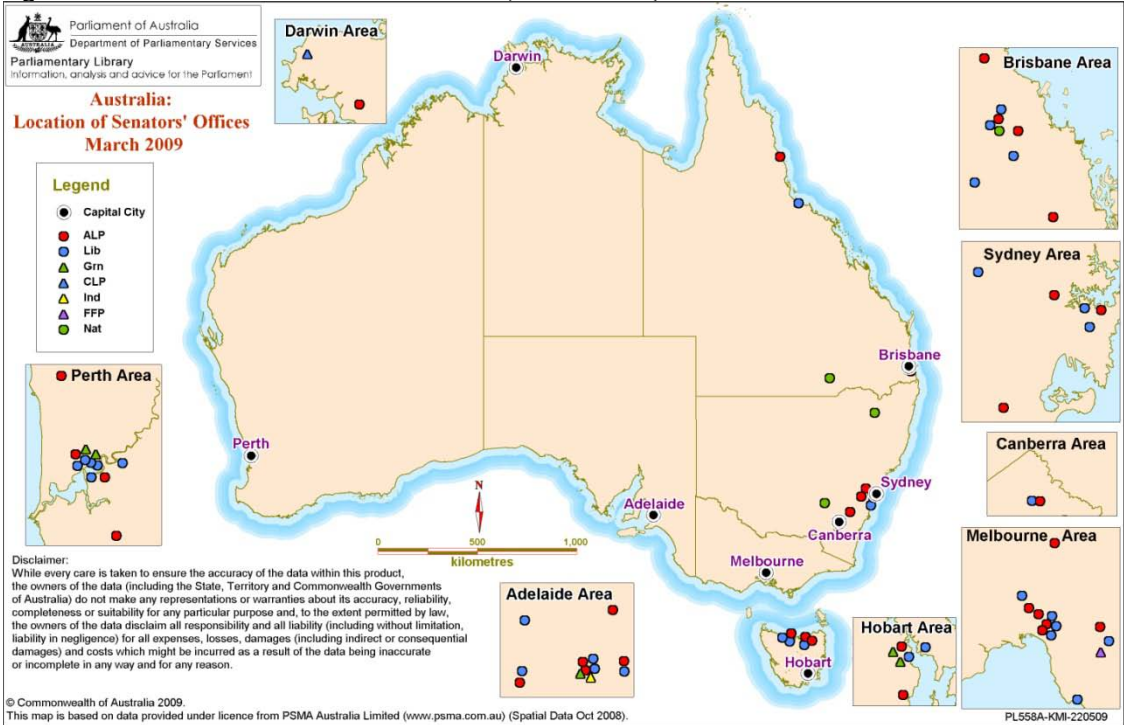 Parliament of Australia
Department of Parliamentary Services
AUSTRALIA
Parliamentary Library
Information, analysis and advice for the Parliament
Australia:
Location of Senators' Offices
March 2009
Legend
Capital City
ALP
Lib
Grn
CLP
Ind
FFP
Nat
Darwin Area
Darwin
Brisbane Area
Sydney Area
Brisbane
Perth Area
Perth
Canberra Area
Sydney
Adelaide
Canberra
Melbourne
Melbourne Area
N
0 500 1,000
kilometres
Adelaide Area
Hobart Area
Hobart
Disclaimer:
While every care is taken to ensure the accuracy of the data within this product,
the owners of the data (including the State, Territory and Commonwealth Governments
of Australia) do not make any representations or warranties about its accuracy, reliability,
completeness or suitability for any particular purpose and, to the extent permitted by law,
the owners of the data disclaim all responsibility and all liability (including without limitation,
liability in negligence) for all expenses, losses, damages (including indirect or consequential
damages) and costs which might be incurred as a result of the data being inaccurate
or incomplete in any way and for any reason.
© Commonwealth of Australia 2009.
This map is based on data provided under licence from PSMA Australia Limited (www.psma.com.au) (Spatial Data Oct 2008).
PL558A-KMI-220509